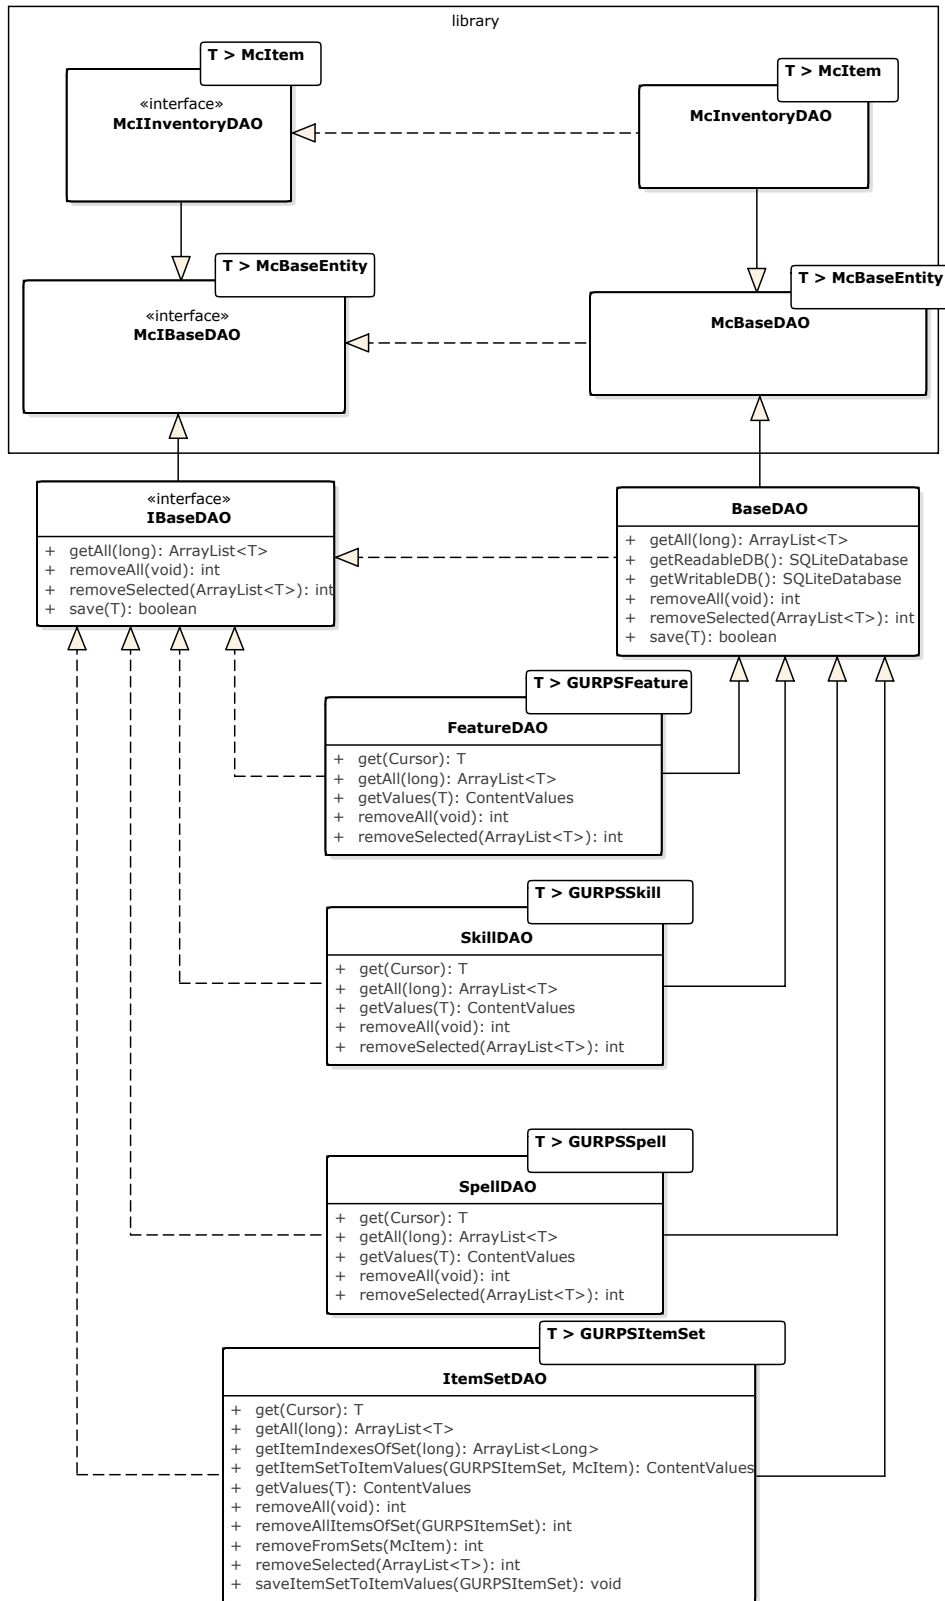 library
T > McItem
«interface»
McIInventoryDAO
T > McItem
McInventoryDAO
T > McBaseEntity
«interface»
McIBaseDAO
T > McBaseEntity
McBaseDAO
«interface»
IBaseDAO
+ getAll(long): ArrayList<T>
+ removeAll(void): int
+ removeSelected(ArrayList<T>): int
+ save(T): boolean
BaseDAO
+ getAll(long): ArrayList<T>
+ getReadableDB(): SQLiteDatabase
+ getWritableDB(): SQLiteDatabase
+ removeAll(void): int
+ removeSelected(ArrayList<T>): int
+ save(T): boolean
T > GURPSFeature
FeatureDAO
+ get(Cursor): T
+ getAll(long): ArrayList<T>
+ getValues(T): ContentValues
+ removeAll(void): int
+ removeSelected(ArrayList<T>): int
T > GURPSSkill
SkillDAO
+ get(Cursor): T
+ getAll(long): ArrayList<T>
+ getValues(T): ContentValues
+ removeAll(void): int
+ removeSelected(ArrayList<T>): int
T > GURPSSpell
SpellDAO
+ get(Cursor): T
+ getAll(long): ArrayList<T>
+ getValues(T): ContentValues
+ removeAll(void): int
+ removeSelected(ArrayList<T>): int
T > GURPSItemSet
ItemSetDAO
+ get(Cursor): T
+ getAll(long): ArrayList<T>
+ getItemIndexesOfSet(long): ArrayList<Long>
+ getItemSetToItemValues(GURPSItemSet, McItem): ContentValues
+ getValues(T): ContentValues
+ removeAll(void): int
+ removeAllItemsOfSet(GURPSItemSet): int
+ removeFromSets(McItem): int
+ removeSelected(ArrayList<T>): int
+ saveItemSetToItemValues(GURPSItemSet): void